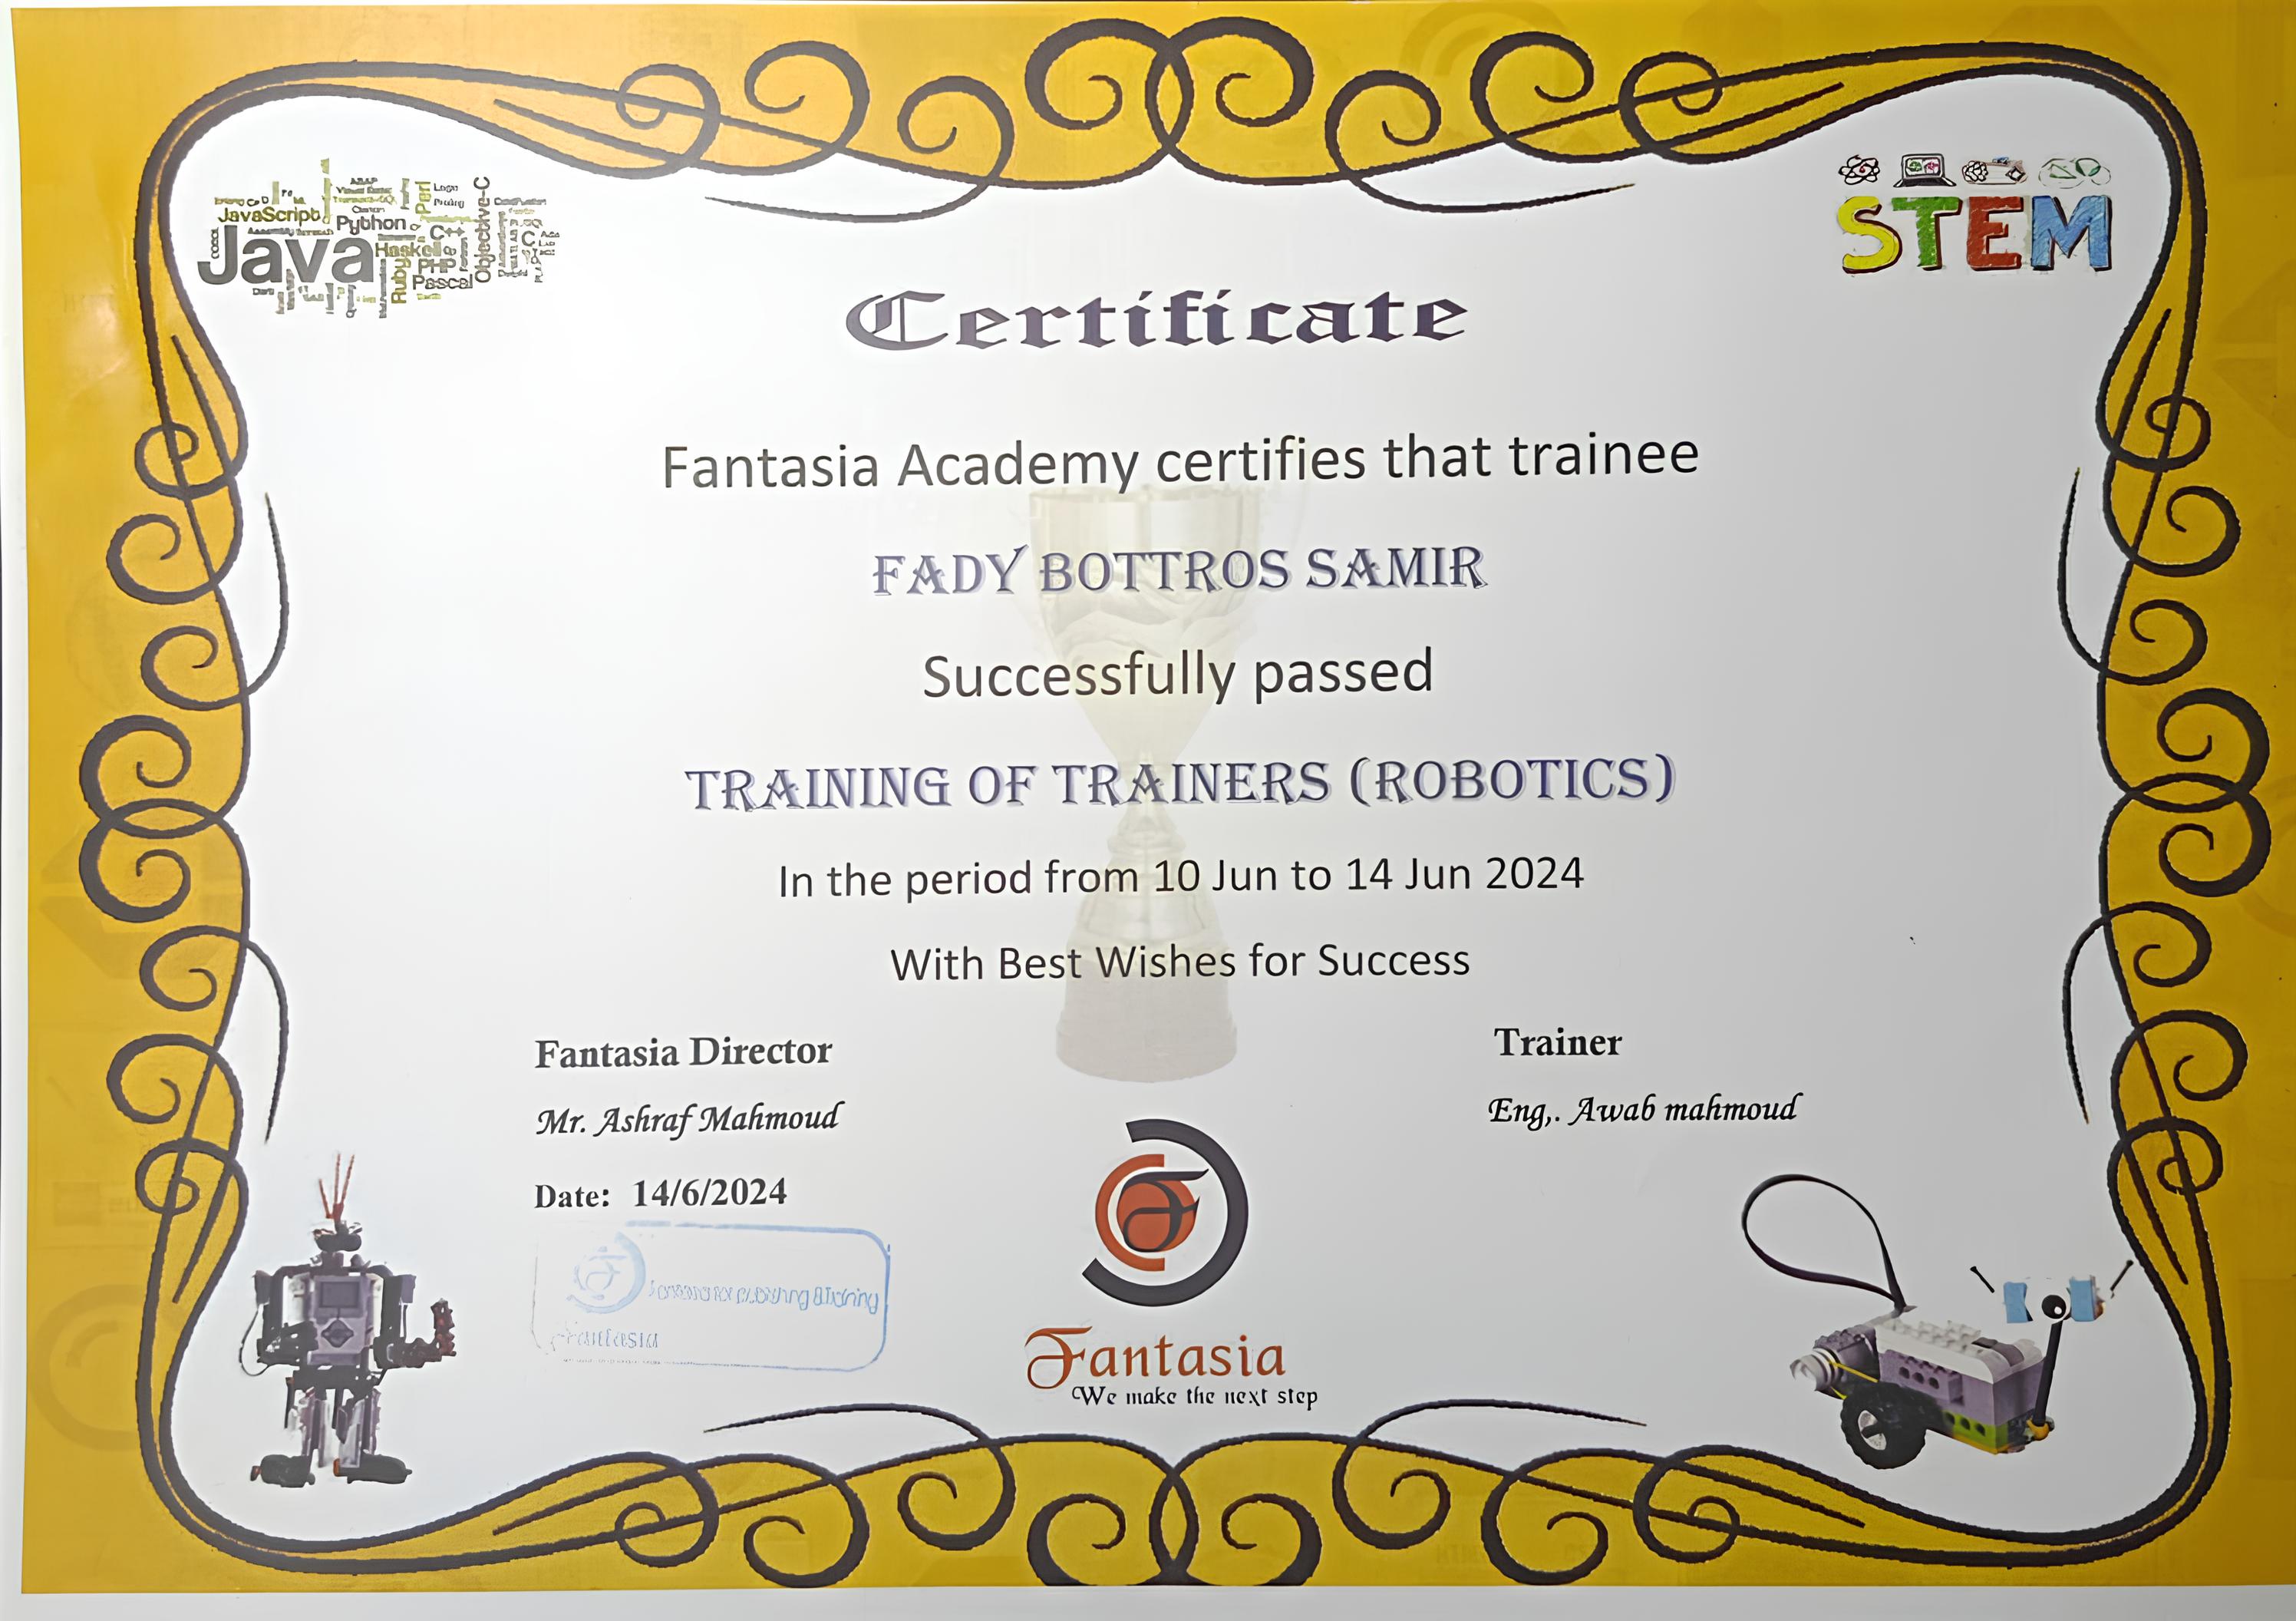 JavaScript
Python
Perl
Java
Haskell
C++
PHP
Ruby
Pascal
Objective-C
STEM
Certificate
Fantasia Academy certifies that trainee
FADY BOTTROS SAMIR
Successfully passed
TRAINING OF TRAINERS (ROBOTICS)
In the period from 10 Jun to 14 Jun 2024
With Best Wishes for Success
Fantasia Director
Trainer
Mr. Ashraf Mahmoud
Eng,. Awab mahmoud
Date: 14/6/2024
Fantasia
Fantasia
We make the next step